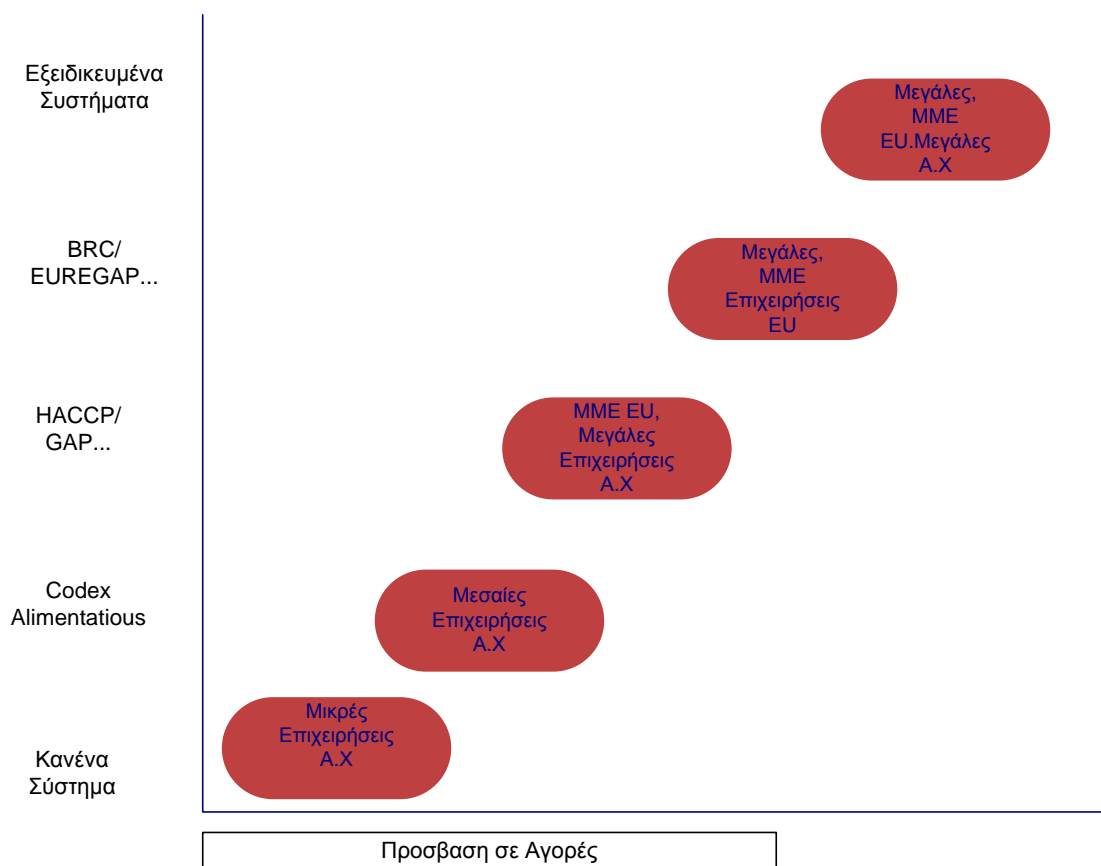 Εξειδικευμένα
Συστήματα
Μεγάλες,
ΜΜΕ
EU.Μεγάλες
Α.Χ
BRC/
EUREGAP...
Μεγάλες,
ΜΜΕ
Επιχειρήσεις
EU
HACCP/
GAP...
ΜΜΕ EU,
Μεγάλες
Επιχειρήσεις
Α.Χ
Codex
Alimentatious
Μεσαίες
Επιχειρήσεις
Α.Χ
Μικρές
Επιχειρήσεις
Α.Χ
Κανένα
Σύστημα
Προσβαση σε Αγορές